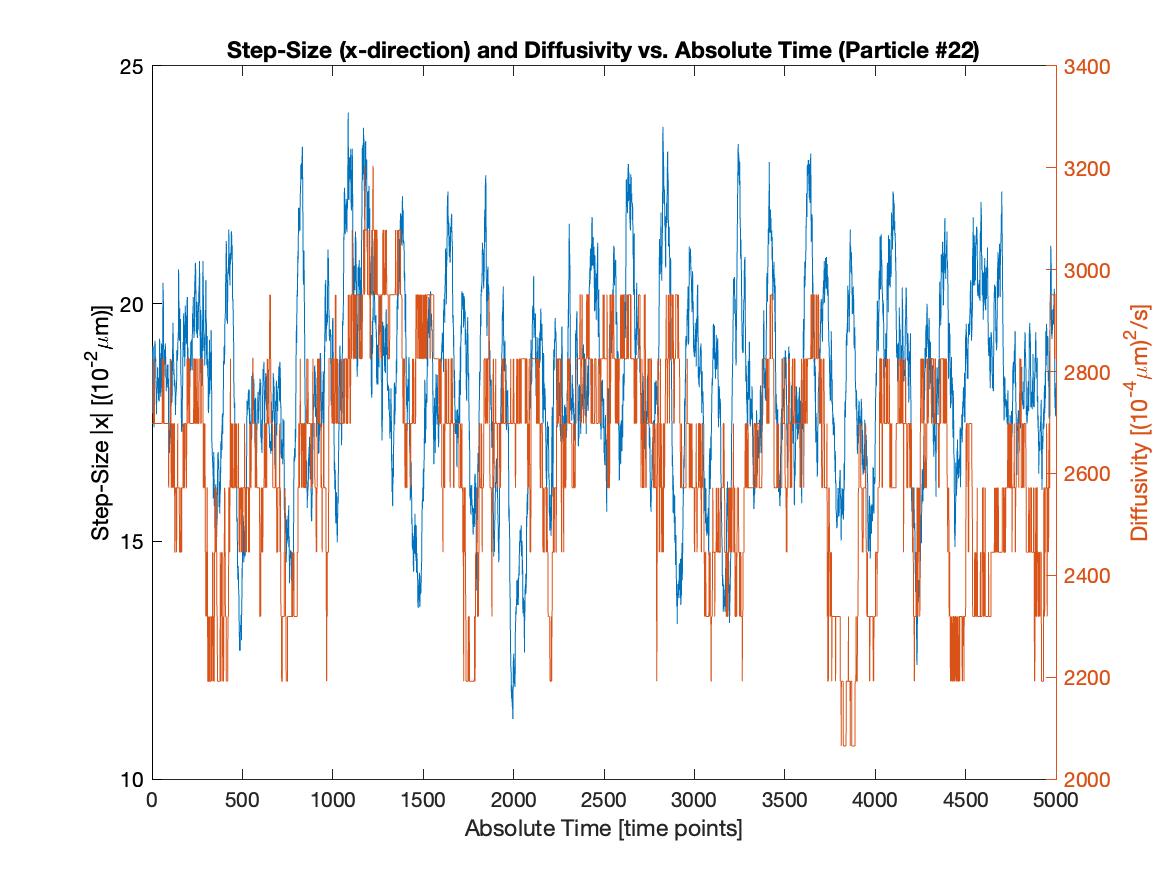 Step-Size (x-direction) and Diffusivity vs. Absolute Time (Particle #22)
25
20
15
10
Step-Size |x| [(10⁻² μm)]
3400
3200
3000
2800
2600
2400
2200
2000
Diffusivity [(10⁻⁴ μm)²/s]
0 500 1000 1500 2000 2500 3000 3500 4000 4500 5000
Absolute Time [time points]